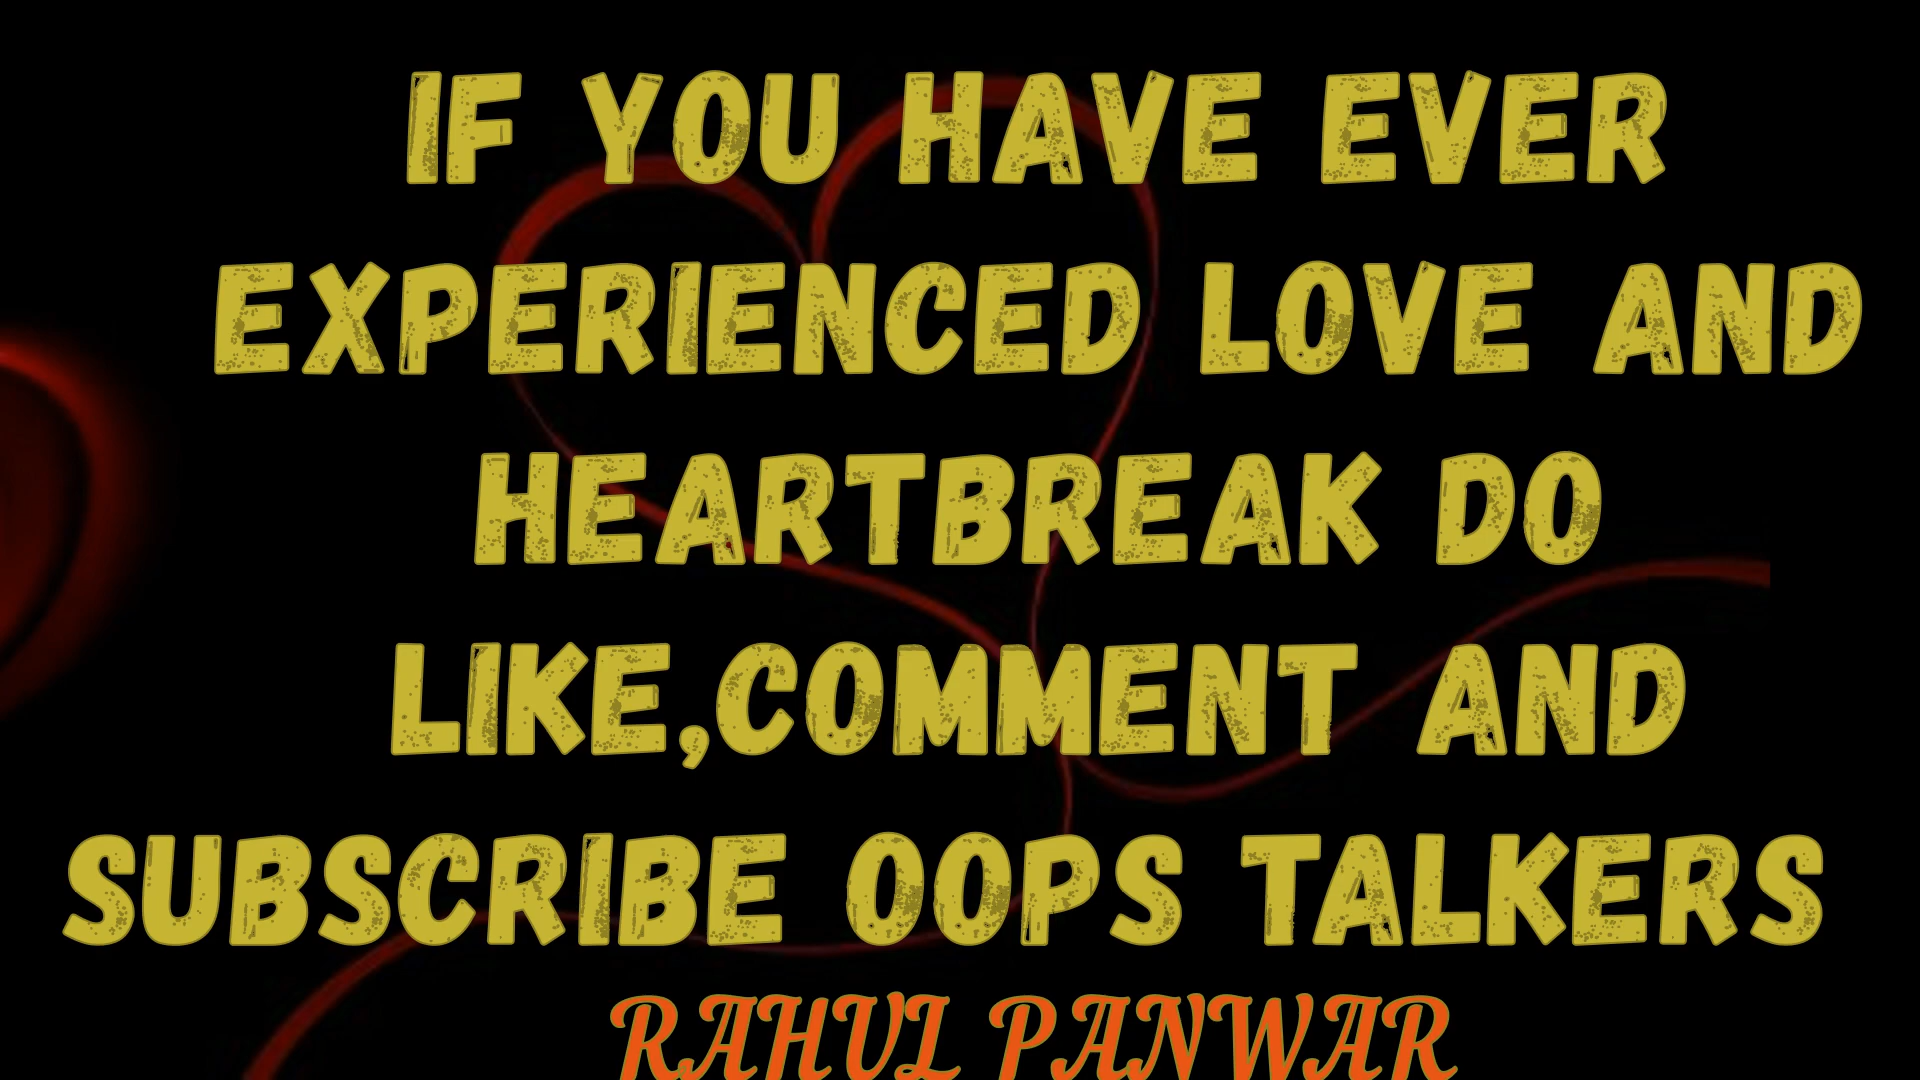 IF YOU HAVE EVER
EXPERIENCED LOVE AND
HEARTBREAK DO
LIKE,COMMENT AND
SUBSCRIBE OOPS TALKERS
RAHUL PANWAR